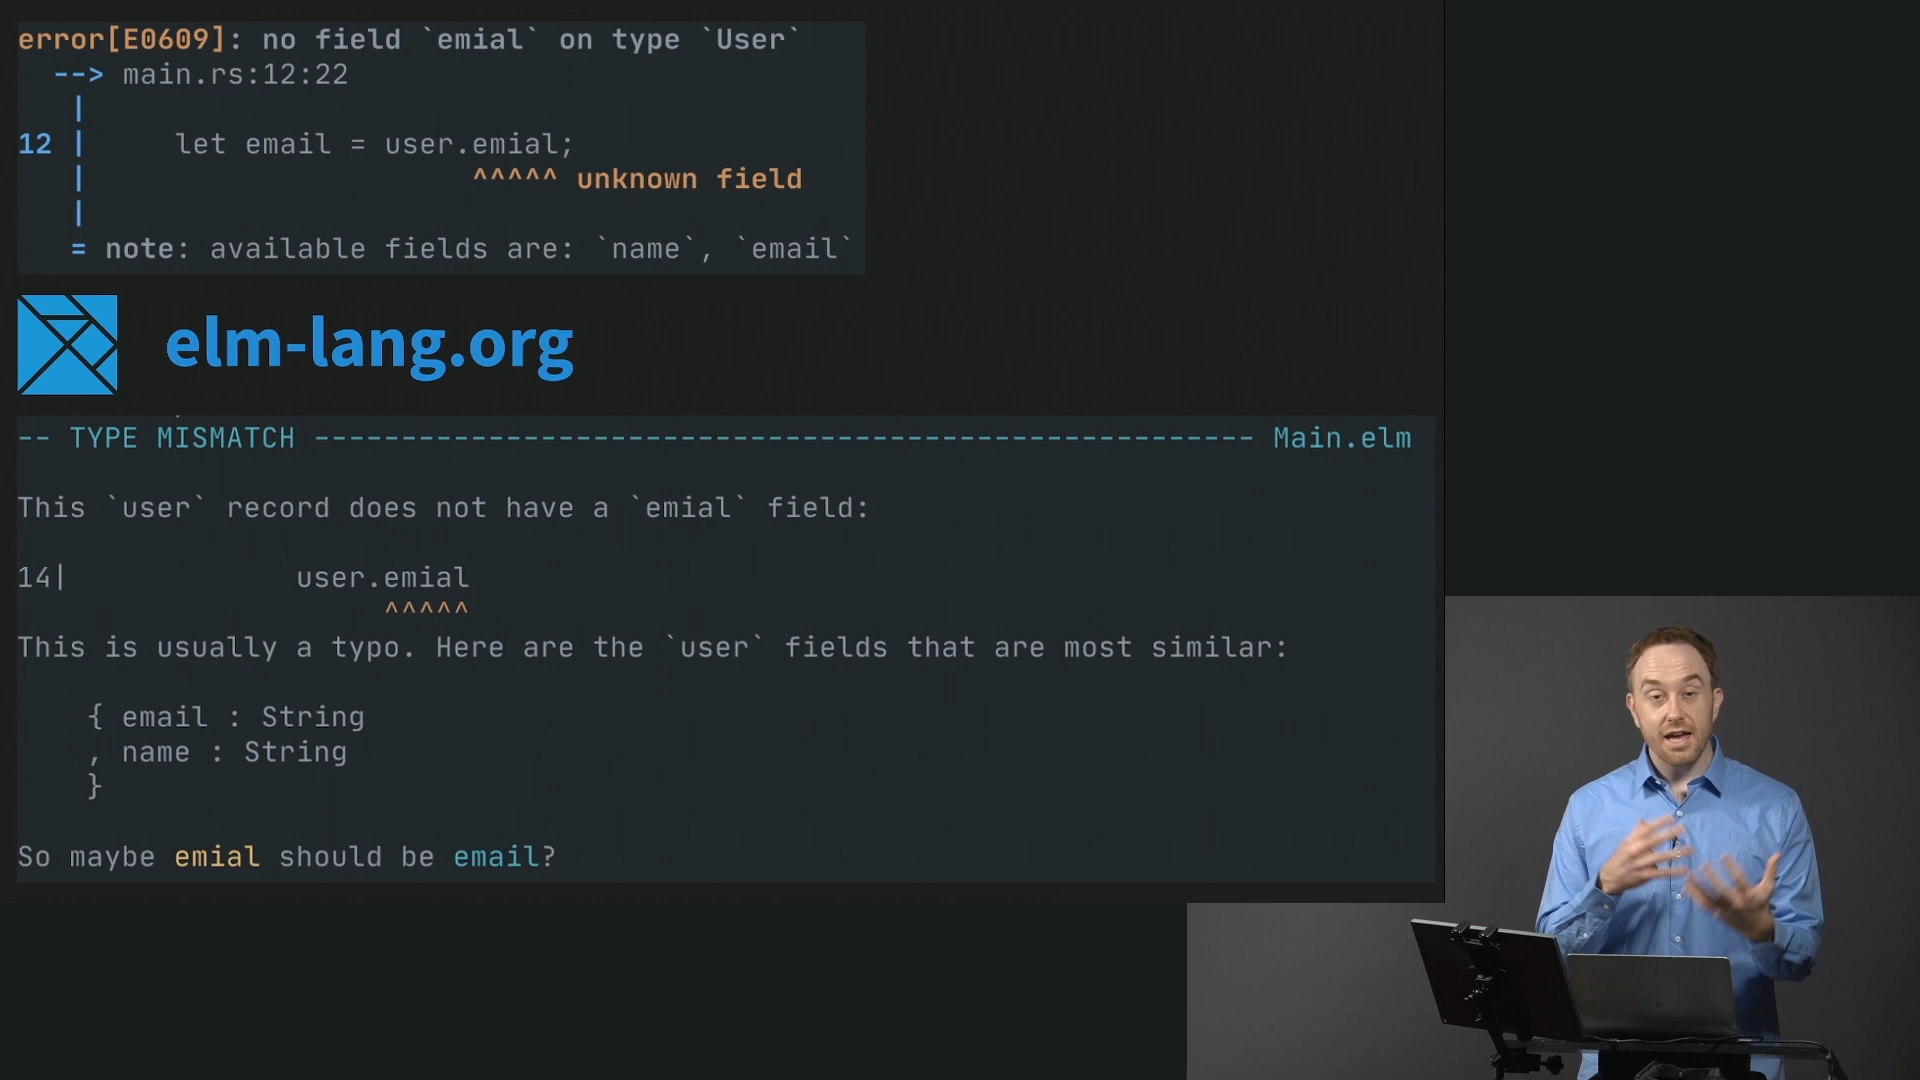 error[E0609]: no field `emial` on type `User`
--> main.rs:12:22
|
12 | let email = user.emial;
| ^^^^^ unknown field
|
= note: available fields are: `name`, `email`
elm-lang.org
-- TYPE MISMATCH ------------------------------------------------------ Main.elm
This `user` record does not have a `emial` field:
14| user.emial
^^^^^
This is usually a typo. Here are the `user` fields that are most similar:
{ email : String
, name : String
}
So maybe emial should be email?